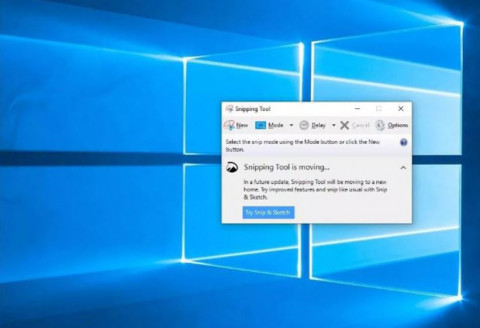 Snipping Tool
New Mode Delay Cancel Options
Select the snip mode using the Mode button or click the New
button.
Snipping Tool is moving...
In a future update, Snipping Tool will be moving to a new
home. Try improved features and snip like usual with Snip
& Sketch.
Try Snip & Sketch